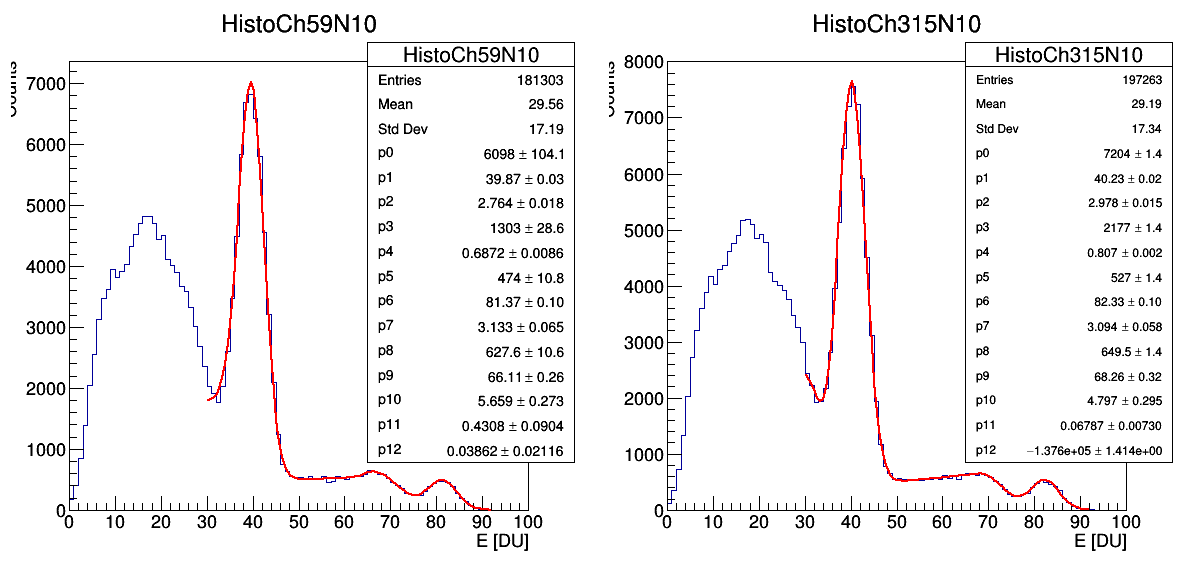 HistoCh59N10
HistoCh59N10
Entries 181303
Mean 29.56
Std Dev 17.19
p0 6098 ± 104.1
p1 39.87 ± 0.03
p2 2.764 ± 0.018
p3 1303 ± 28.6
p4 0.6872 ± 0.0086
p5 474 ± 10.8
p6 81.37 ± 0.10
p7 3.133 ± 0.065
p8 627.6 ± 10.6
p9 66.11 ± 0.26
p10 5.659 ± 0.273
p11 0.4308 ± 0.0904
p12 0.03862 ± 0.02116
7000
6000
5000
4000
3000
2000
1000
0
0 10 20 30 40 50 60 70 80 90 100
E [DU]
HistoCh315N10
HistoCh315N10
Entries 197263
Mean 29.19
Std Dev 17.34
p0 7204 ± 1.4
p1 40.23 ± 0.02
p2 2.978 ± 0.015
p3 2177 ± 1.4
p4 0.807 ± 0.002
p5 527 ± 1.4
p6 82.33 ± 0.10
p7 3.094 ± 0.058
p8 649.5 ± 1.4
p9 68.26 ± 0.32
p10 4.797 ± 0.295
p11 0.06787 ± 0.00730
p12 −1.376e+05 ± 1.414e+00
8000
7000
6000
5000
4000
3000
2000
1000
0
0 10 20 30 40 50 60 70 80 90 100
E [DU]